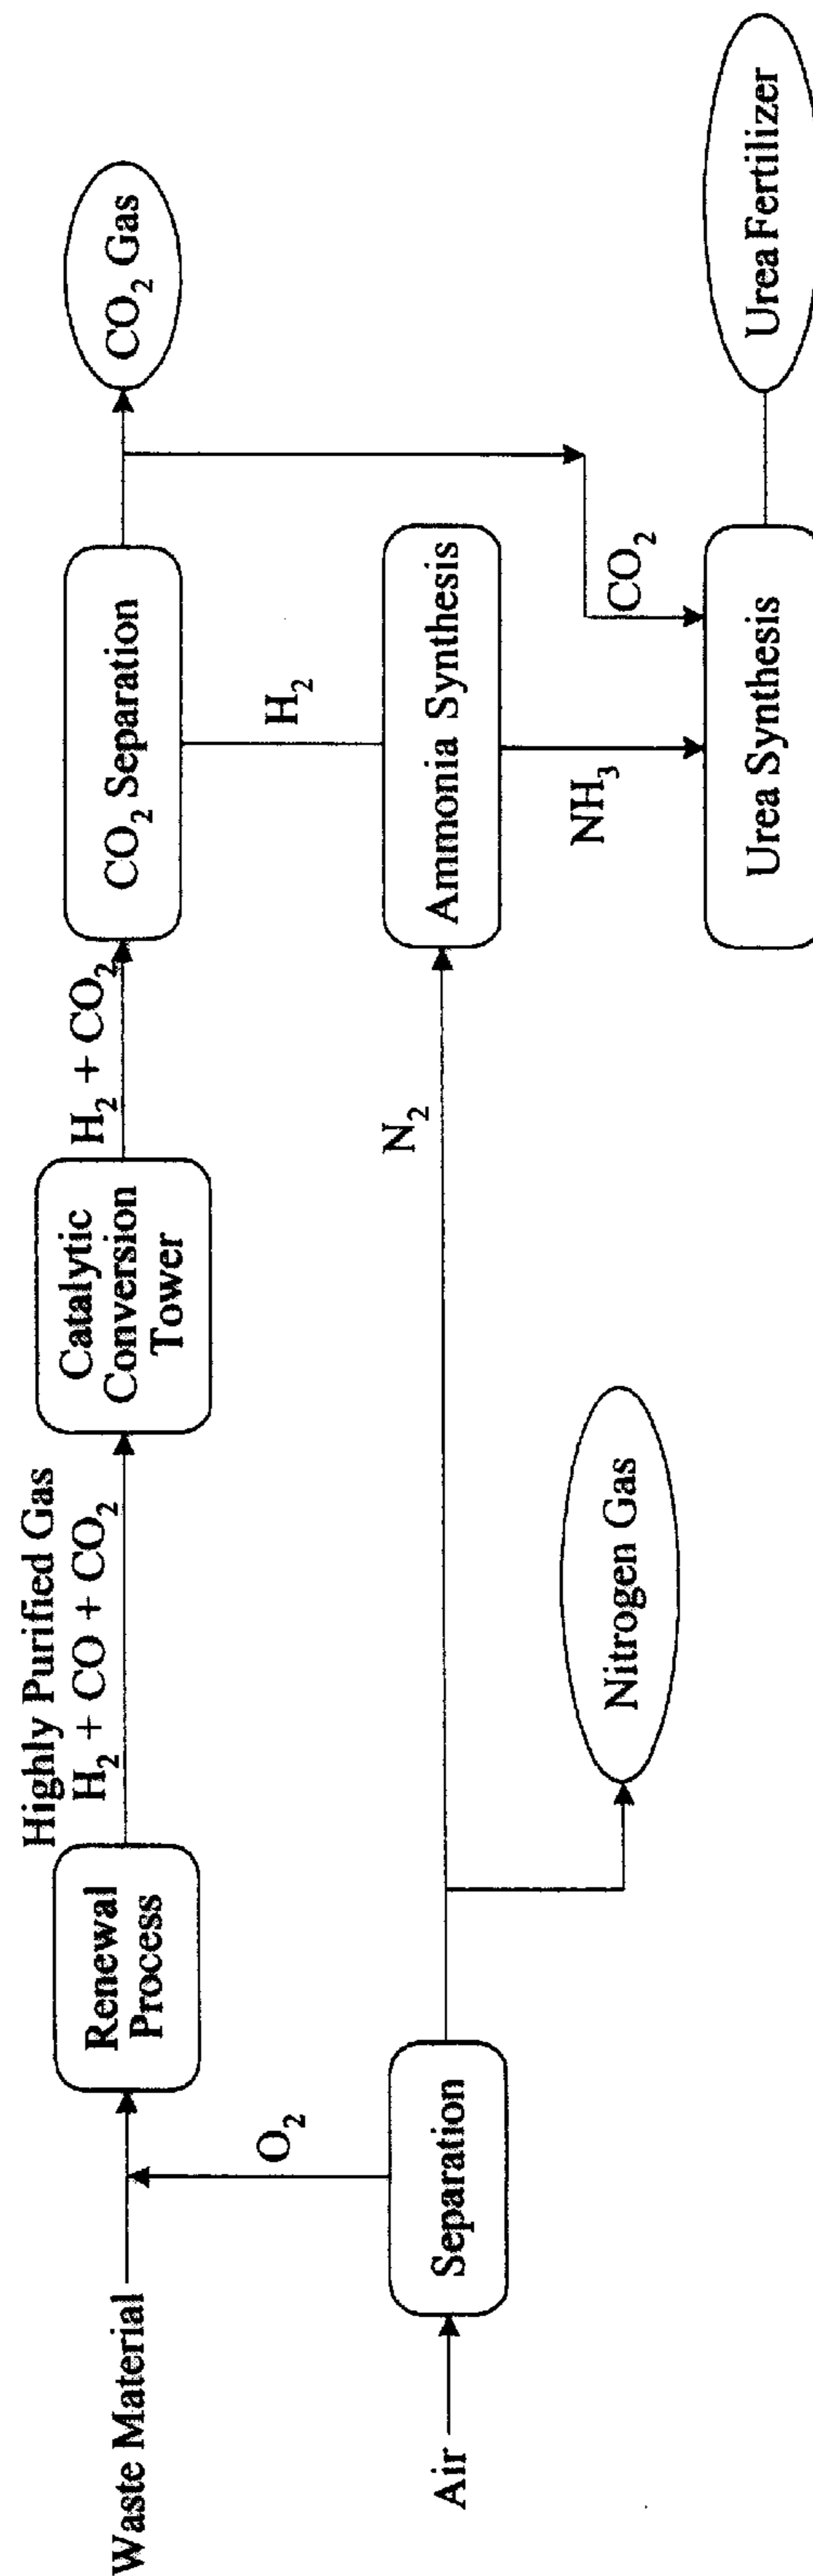 Waste Material
Renewal
Process
Highly Purified Gas
H₂ + CO + CO₂
Catalytic
Conversion
Tower
H₂ + CO₂
CO₂ Separation
CO₂ Gas
O₂
H₂
Air
Separation
N₂
Ammonia Synthesis
Nitrogen Gas
NH₃
CO₂
Urea Synthesis
Urea Fertilizer